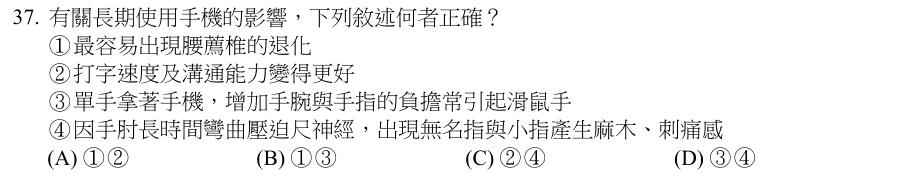 37. 有關長期使用手機的影響，下列敘述何者正確？
①最容易出現腰薦椎的退化
②打字速度及溝通能力變得更好
③單手拿著手機，增加手腕與手指的負擔常引起滑鼠手
④因手肘長時間彎曲壓迫尺神經，出現無名指與小指產生麻木、刺痛感
(A) ①② (B) ①③ (C) ②④ (D) ③④